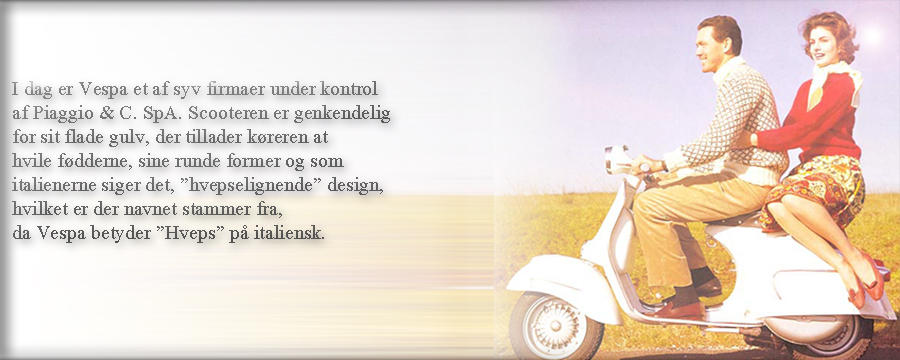 I dag er Vespa et af syv firmaer under kontrol
af Piaggio & C. SpA. Scooteren er genkendelig
for sit flade gulv, der tillader køreren at
hvile fødderne, sine runde former og som
italienerne siger det, ”hvepselignende” design,
hvilket er der navnet stammer fra,
da Vespa betyder ”Hveps” på italiensk.